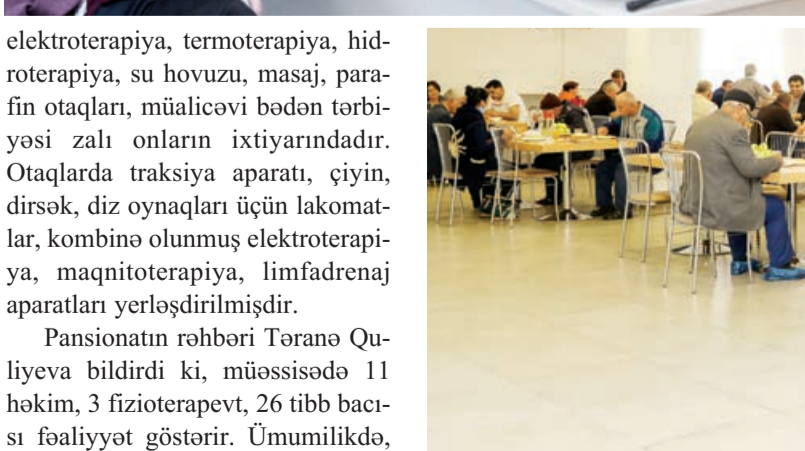 elektroterapiya, termoterapiya, hid-
roterapiya, su hovuzu, masaj, para-
fin otaqları, müalicəvi bədən tərbi-
yəsi zalı onların ixtiyarındadır.
Otaqlarda traksiya aparatı, çiyin,
dirsək, diz oynaqları üçün lakomat-
lar, kombinə olunmuş elektroterapi-
ya, maqnitoterapiya, limfadrenaj
aparatları yerləşdirilmişdir.
Pansionatın rəhbəri Təranə Qu-
liyeva bildirdi ki, müəssisədə 11
həkim, 3 fizioterapevt, 26 tibb bacı-
sı fəaliyyət göstərir. Ümumilikdə,